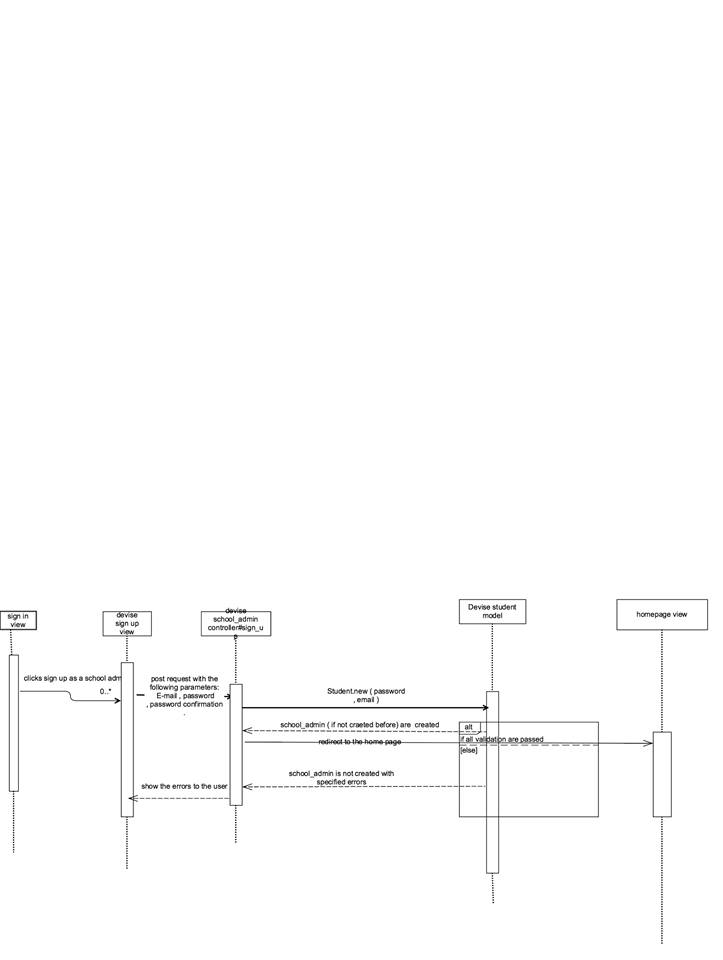 sign in
view
devise
sign up
view
devise
school_admin
controller#sign_u
p
Devise student
model
homepage view
clicks sign up as a school adm
0..*
post request with the
following parameters:
E-mail , password
, password confirmation
.
Student.new ( password
, email )
school_admin ( if not craeted before) are created
alt
redirect to the home page
if all validation are passed
[else]
school_admin is not created with
specified errors
show the errors to the user